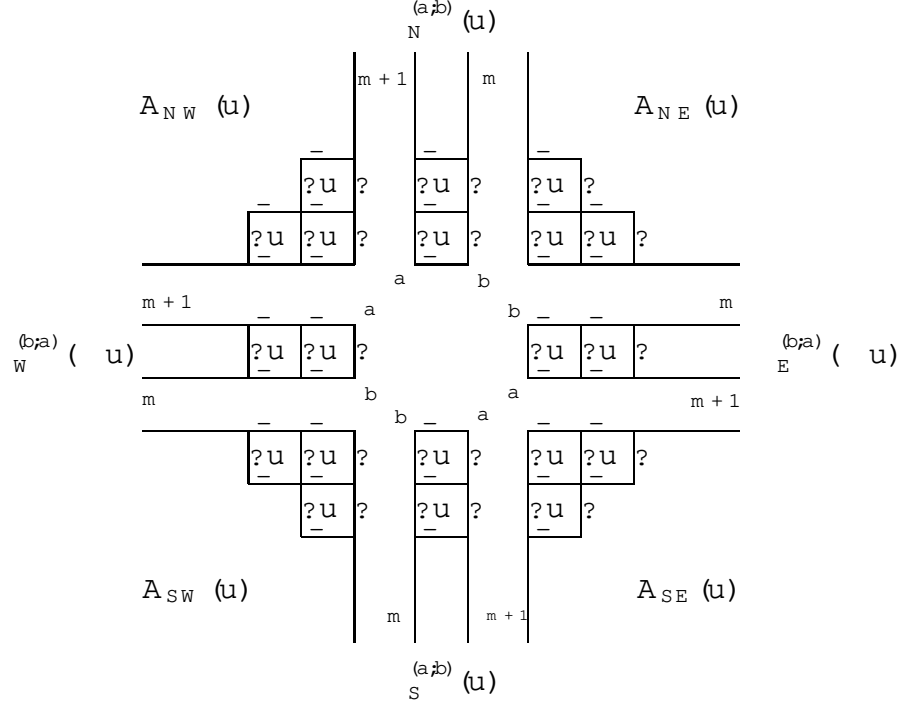 N^(a;b) (u)
m + 1 m
A_NW (u) A_NE (u)
?u ? ?u ? ?u ?
?u ?u ? ?u ? ?u ?u ?
a b
m + 1 a b m
W^(b;a) ( u) ?u ?u ? ?u ?u ? E^(b;a) ( u)
m b a m + 1
b a
?u ?u ? ?u ? ?u ?u ?
?u ? ?u ? ?u ?
A_SW (u) A_SE (u)
m m + 1
S^(a;b) (u)